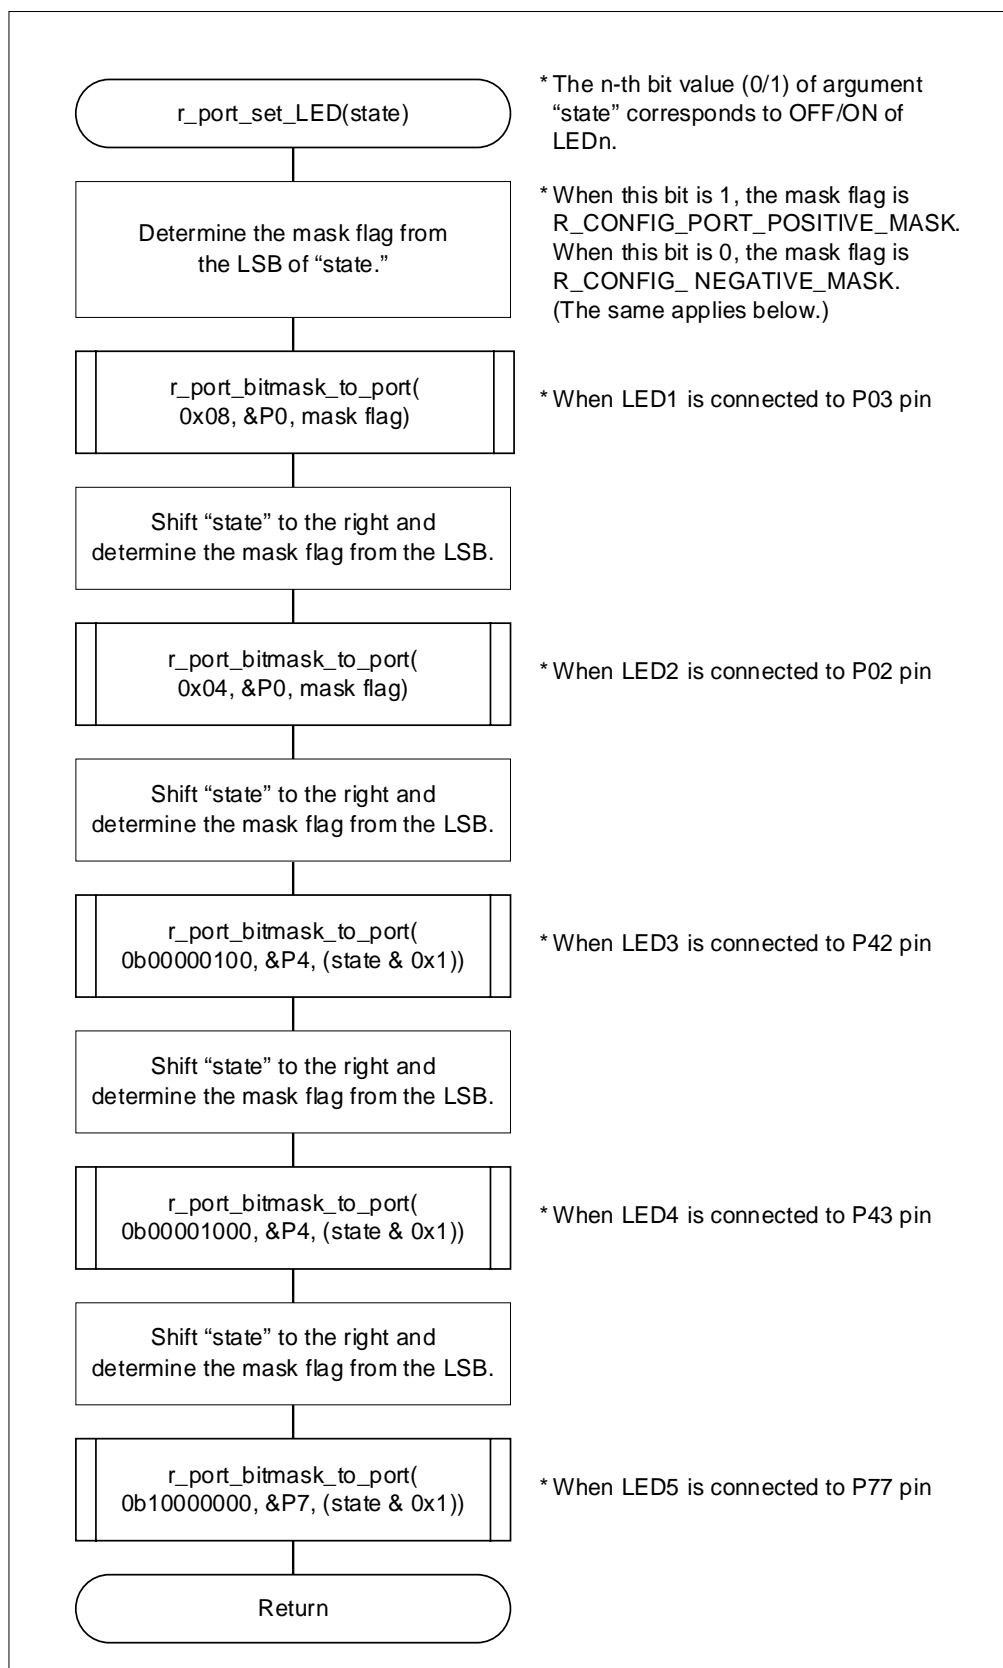 r_port_set_LED(state)
* The n-th bit value (0/1) of argument
“state” corresponds to OFF/ON of
LEDn.
Determine the mask flag from
the LSB of “state.”
* When this bit is 1, the mask flag is
R_CONFIG_PORT_POSITIVE_MASK.
When this bit is 0, the mask flag is
R_CONFIG_ NEGATIVE_MASK.
(The same applies below.)
r_port_bitmask_to_port(
0x08, &P0, mask flag)
* When LED1 is connected to P03 pin
Shift “state” to the right and
determine the mask flag from the LSB.
r_port_bitmask_to_port(
0x04, &P0, mask flag)
* When LED2 is connected to P02 pin
Shift “state” to the right and
determine the mask flag from the LSB.
r_port_bitmask_to_port(
0b00000100, &P4, (state & 0x1))
* When LED3 is connected to P42 pin
Shift “state” to the right and
determine the mask flag from the LSB.
r_port_bitmask_to_port(
0b00001000, &P4, (state & 0x1))
* When LED4 is connected to P43 pin
Shift “state” to the right and
determine the mask flag from the LSB.
r_port_bitmask_to_port(
0b10000000, &P7, (state & 0x1))
* When LED5 is connected to P77 pin
Return